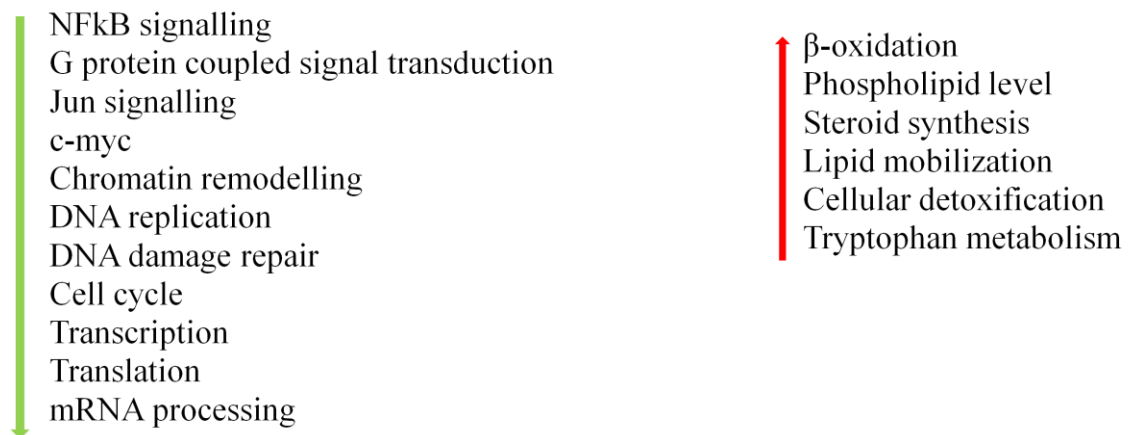 NFkB signalling
G protein coupled signal transduction
Jun signalling
c-myc
Chromatin remodelling
DNA replication
DNA damage repair
Cell cycle
Transcription
Translation
mRNA processing
β-oxidation
Phospholipid level
Steroid synthesis
Lipid mobilization
Cellular detoxification
Tryptophan metabolism